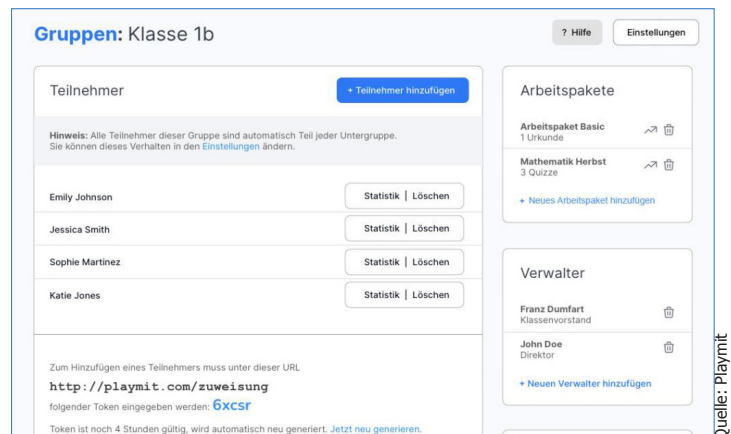 Gruppen: Klasse 1b
? Hilfe
Einstellungen
Teilnehmer
+ Teilnehmer hinzufügen
Hinweis: Alle Teilnehmer dieser Gruppe sind automatisch Teil jeder Untergruppe.
Sie können dieses Verhalten in den Einstellungen ändern.
Emily Johnson
Statistik | Löschen
Jessica Smith
Statistik | Löschen
Sophie Martinez
Statistik | Löschen
Katie Jones
Statistik | Löschen
Zum Hinzufügen eines Teilnehmers muss unter dieser URL
http://playmit.com/zuweisung
folgender Token eingegeben werden: 6xcsr
Token ist noch 4 Stunden gültig, wird automatisch neu generiert. Jetzt neu generieren.
Arbeitspakete
Arbeitspaket Basic
1 Urkunde
Mathematik Herbst
3 Quizze
+ Neues Arbeitspaket hinzufügen
Verwalter
Franz Dumfart
Klassenvorstand
John Doe
Direktor
+ Neuen Verwalter hinzufügen
Quelle: Playmit